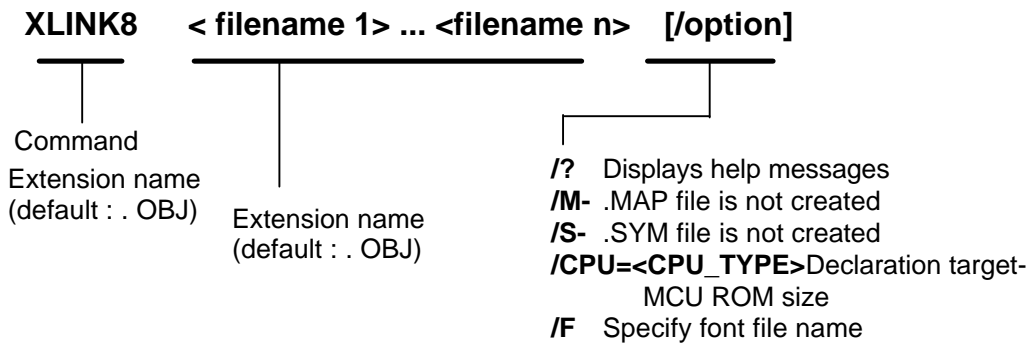 XLINK8 < filename 1> ... <filename n> [/option]
Command
Extension name
(default : . OBJ)
Extension name
(default : . OBJ)
/? Displays help messages
/M- .MAP file is not created
/S- .SYM file is not created
/CPU=<CPU_TYPE>Declaration target-
MCU ROM size
/F Specify font file name